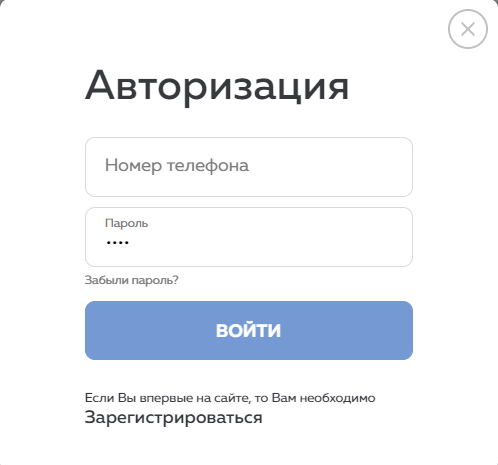 Авторизация
Номер телефона
Пароль
••••
Забыли пароль?
ВОЙТИ
Если Вы впервые на сайте, то Вам необходимо
Зарегистрироваться